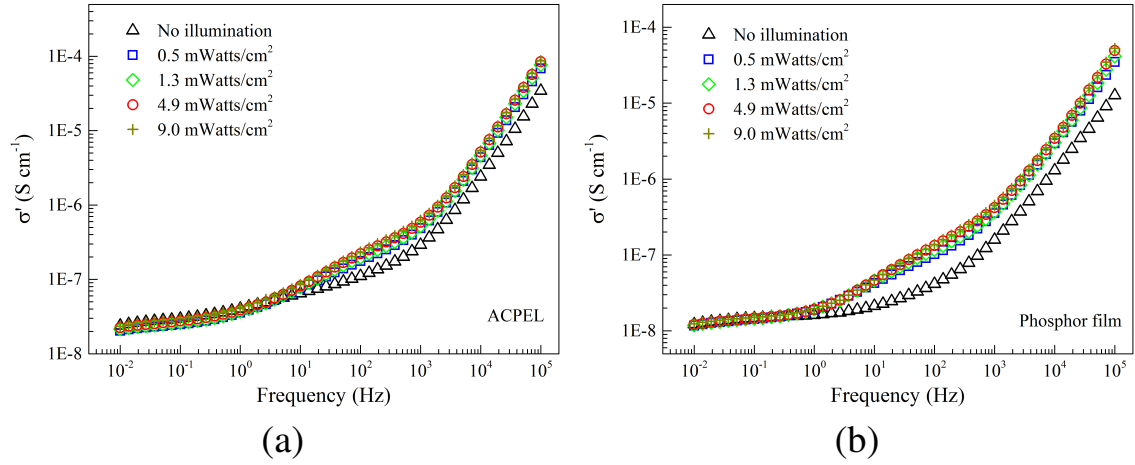 No illumination
0.5 mWatts/cm²
1.3 mWatts/cm²
4.9 mWatts/cm²
9.0 mWatts/cm²
1E-4
1E-5
1E-6
1E-7
1E-8
σ' (S cm⁻¹)
ACPEL
10⁻² 10⁻¹ 10⁰ 10¹ 10² 10³ 10⁴ 10⁵
Frequency (Hz)
(a)
No illumination
0.5 mWatts/cm²
1.3 mWatts/cm²
4.9 mWatts/cm²
9.0 mWatts/cm²
1E-4
1E-5
1E-6
1E-7
1E-8
σ' (S cm⁻¹)
Phosphor film
10⁻² 10⁻¹ 10⁰ 10¹ 10² 10³ 10⁴ 10⁵
Frequency (Hz)
(b)